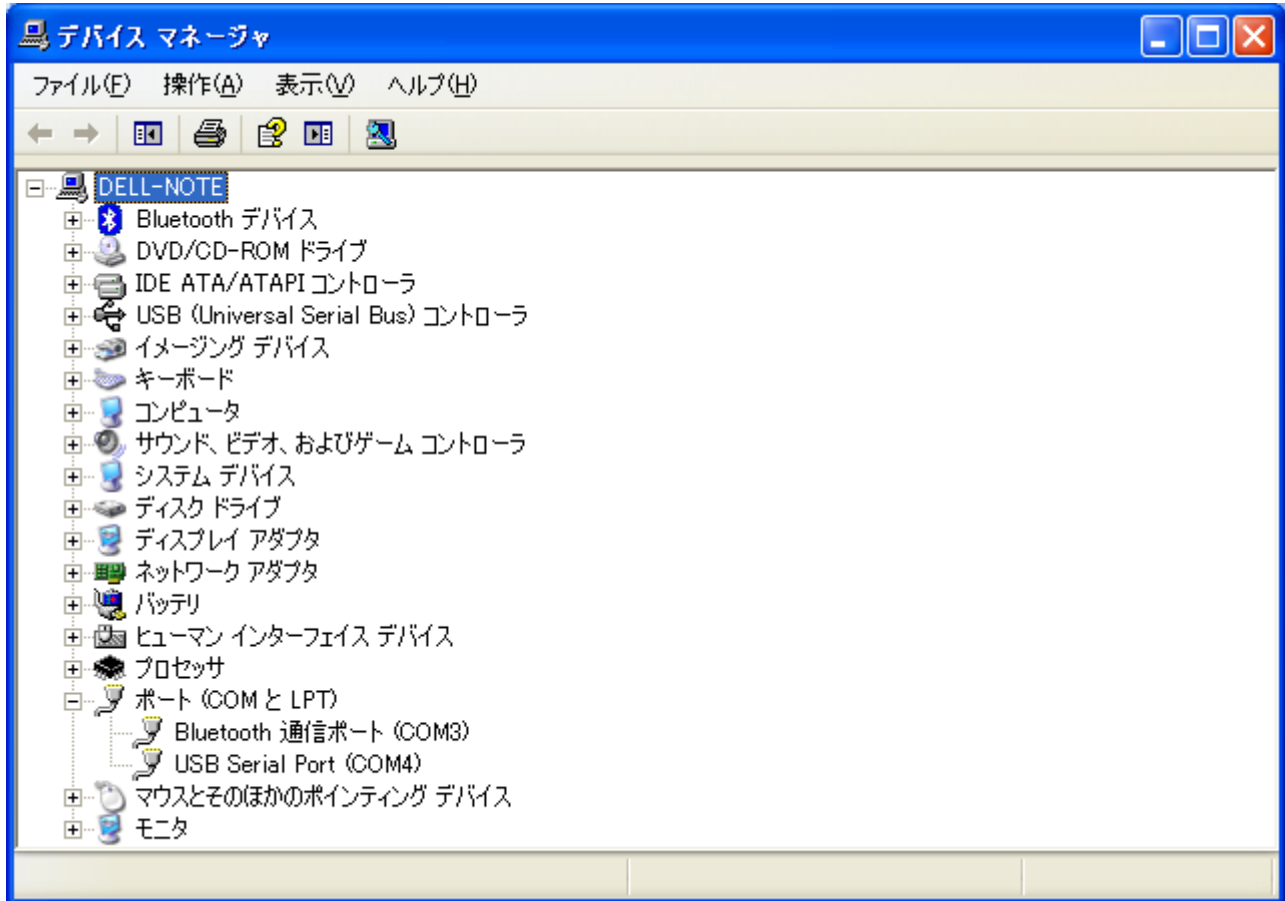 デバイス マネージャ
ファイル(F) 操作(A) 表示(V) ヘルプ(H)
DELL-NOTE
Bluetooth デバイス
DVD/CD-ROM ドライブ
IDE ATA/ATAPI コントローラ
USB (Universal Serial Bus) コントローラ
イメージング デバイス
キーボード
コンピュータ
サウンド、ビデオ、およびゲーム コントローラ
システム デバイス
ディスク ドライブ
ディスプレイ アダプタ
ネットワーク アダプタ
バッテリ
ヒューマン インターフェイス デバイス
プロセッサ
ポート (COM と LPT)
Bluetooth 通信ポート (COM3)
USB Serial Port (COM4)
マウスとそのほかのポインティング デバイス
モニタ